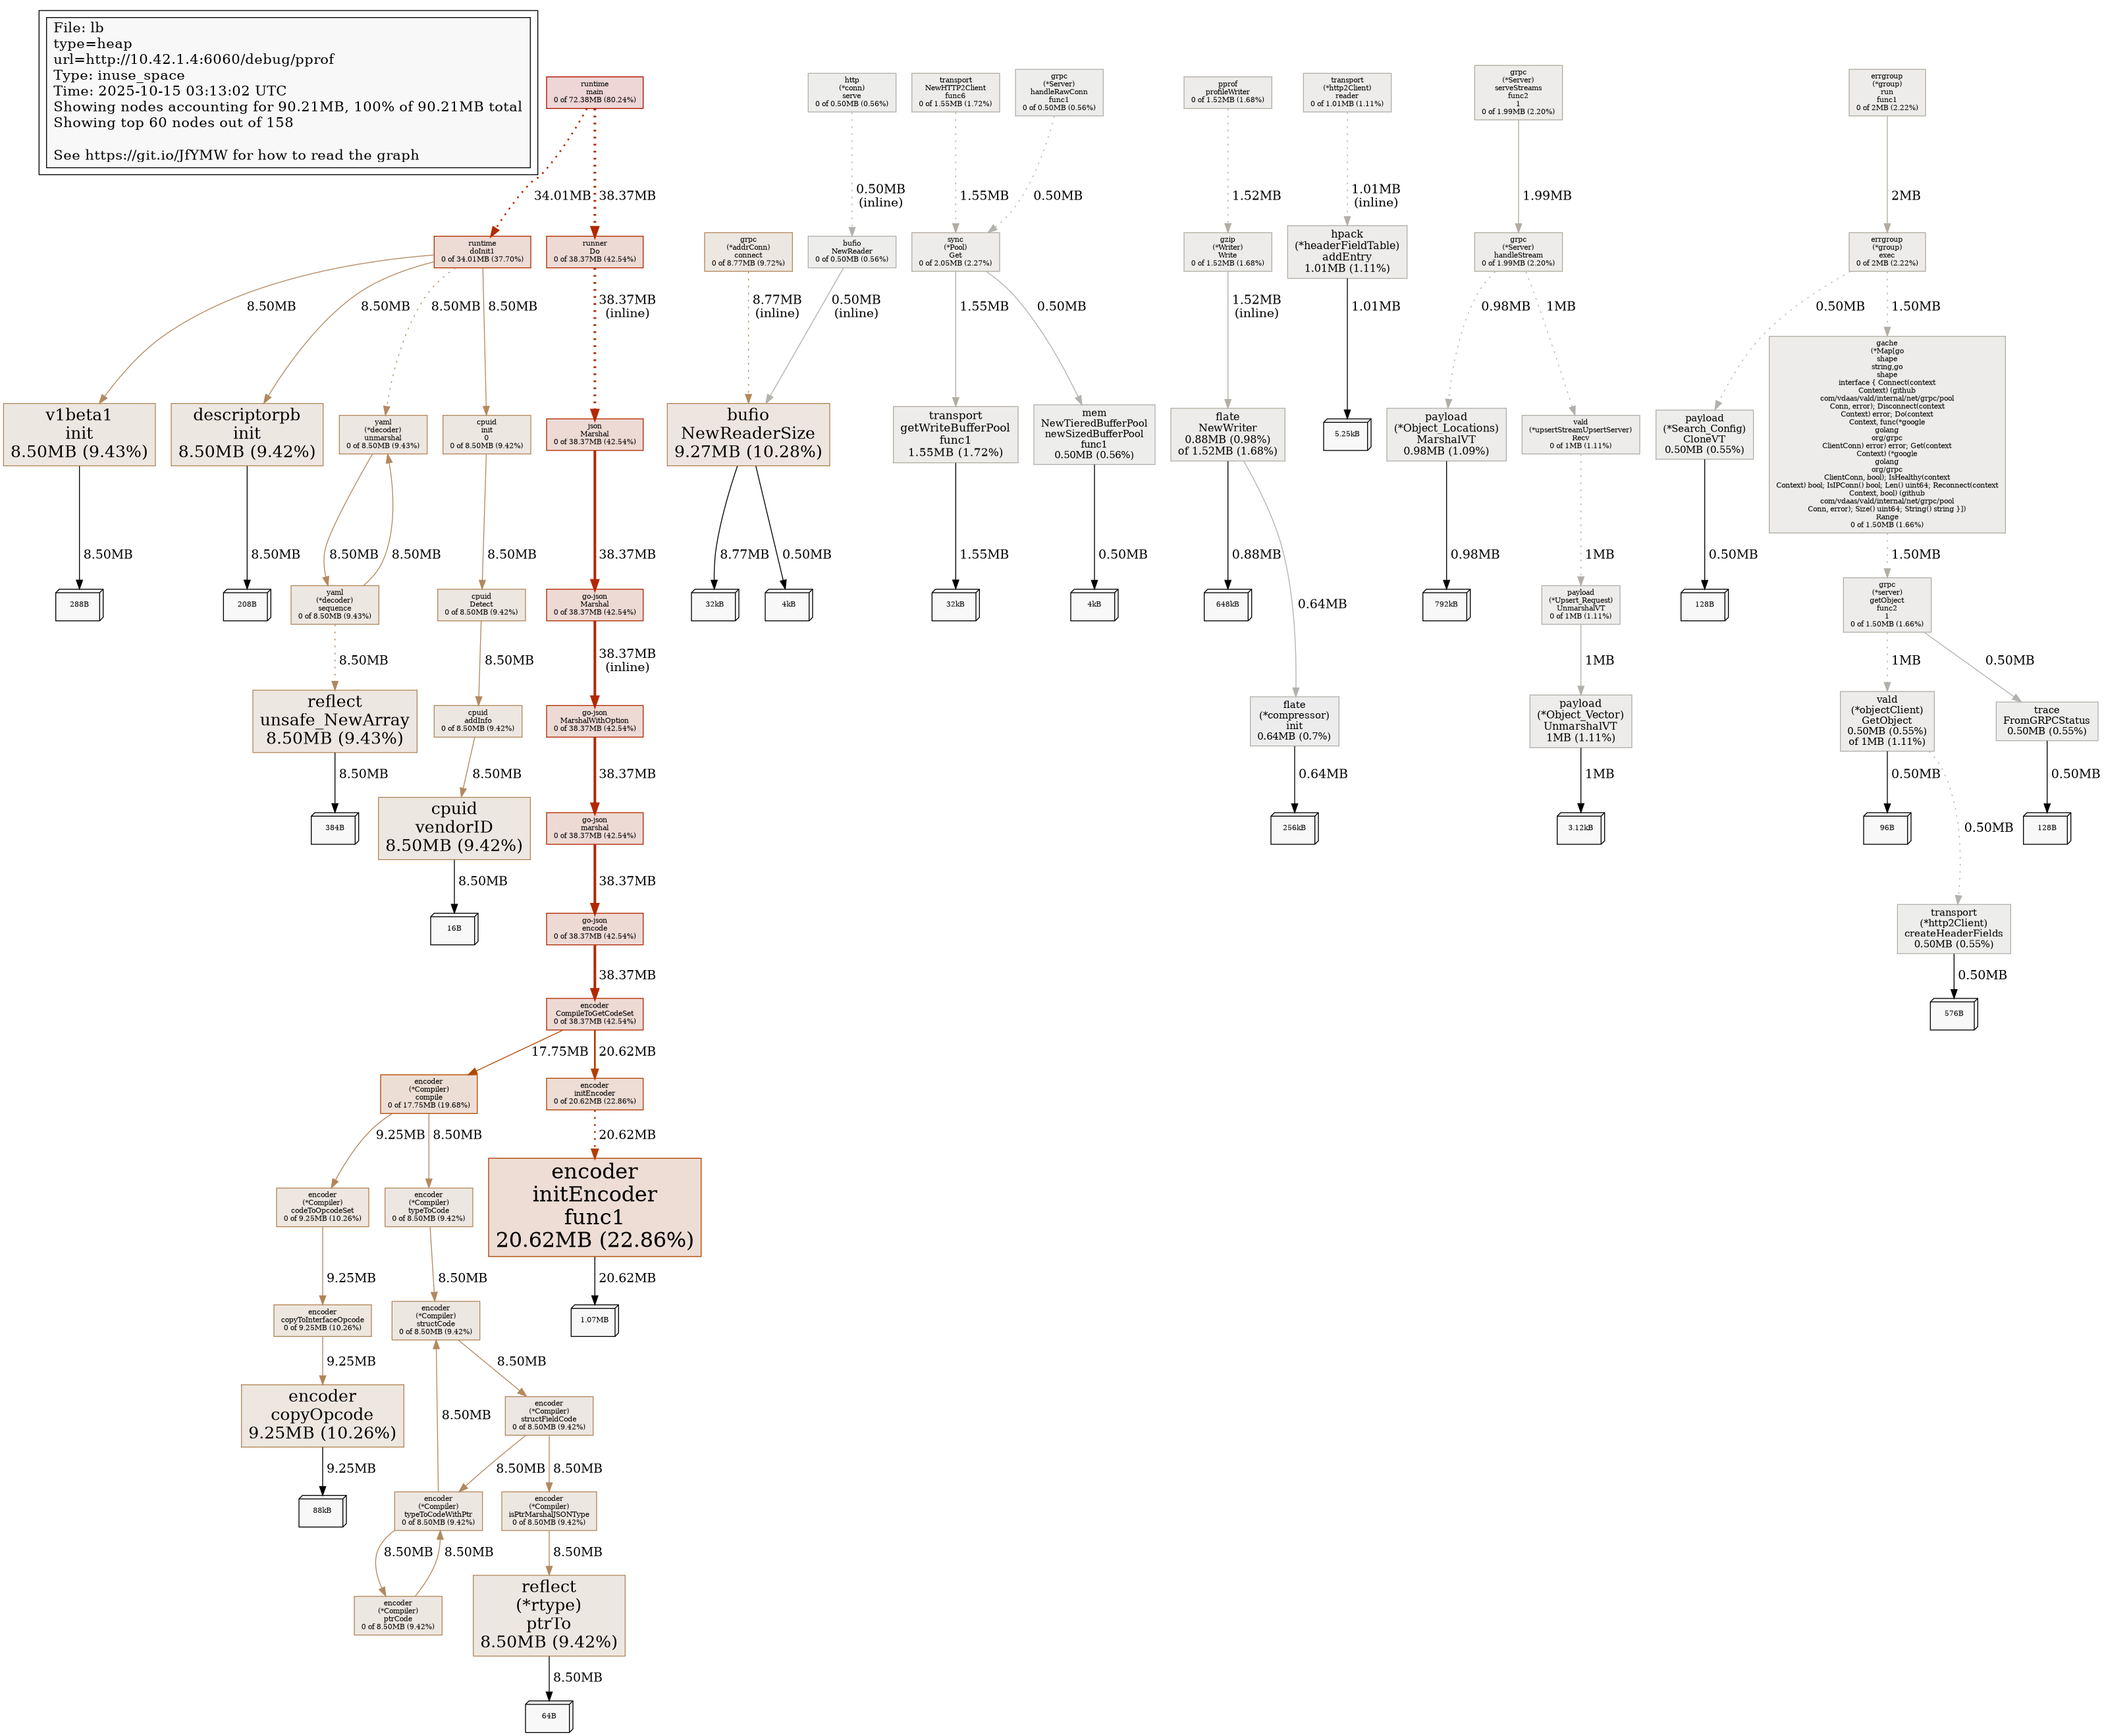 File: lb
type=heap
url=http://10.42.1.4:6060/debug/pprof
Type: inuse_space
Time: 2025-10-15 03:13:02 UTC
Showing nodes accounting for 90.21MB, 100% of 90.21MB total
Showing top 60 nodes out of 158
See https://git.io/JfYMW for how to read the graph
runtime
main
0 of 72.38MB (80.24%)
http
(*conn)
serve
0 of 0.50MB (0.56%)
transport
NewHTTP2Client
func6
0 of 1.55MB (1.72%)
grpc
(*Server)
handleRawConn
func1
0 of 0.50MB (0.56%)
pprof
profileWriter
0 of 1.52MB (1.68%)
transport
(*http2Client)
reader
0 of 1.01MB (1.11%)
grpc
(*Server)
serveStreams
func2
1
0 of 1.99MB (2.20%)
errgroup
(*group)
run
func1
0 of 2MB (2.22%)
34.01MB
38.37MB
0.50MB
(inline)
1.55MB
0.50MB
1.52MB
1.01MB
(inline)
1.99MB
2MB
runtime
doInit1
0 of 34.01MB (37.70%)
runner
Do
0 of 38.37MB (42.54%)
grpc
(*addrConn)
connect
0 of 8.77MB (9.72%)
bufio
NewReader
0 of 0.50MB (0.56%)
sync
(*Pool)
Get
0 of 2.05MB (2.27%)
gzip
(*Writer)
Write
0 of 1.52MB (1.68%)
hpack
(*headerFieldTable)
addEntry
1.01MB (1.11%)
grpc
(*Server)
handleStream
0 of 1.99MB (2.20%)
errgroup
(*group)
exec
0 of 2MB (2.22%)
8.50MB
8.50MB
8.50MB
8.50MB
38.37MB
(inline)
8.77MB
(inline)
0.50MB
(inline)
1.55MB
0.50MB
1.52MB
(inline)
1.01MB
0.98MB
1MB
0.50MB
1.50MB
v1beta1
init
8.50MB (9.43%)
descriptorpb
init
8.50MB (9.42%)
yaml
(*decoder)
unmarshal
0 of 8.50MB (9.43%)
cpuid
init
0
0 of 8.50MB (9.42%)
json
Marshal
0 of 38.37MB (42.54%)
bufio
NewReaderSize
9.27MB (10.28%)
transport
getWriteBufferPool
func1
1.55MB (1.72%)
mem
NewTieredBufferPool
newSizedBufferPool
func1
0.50MB (0.56%)
flate
NewWriter
0.88MB (0.98%)
of 1.52MB (1.68%)
5.25kB
payload
(*Object_Locations)
MarshalVT
0.98MB (1.09%)
vald
(*upsertStreamUpsertServer)
Recv
0 of 1MB (1.11%)
payload
(*Search_Config)
CloneVT
0.50MB (0.55%)
gache
(*Map[go
shape
string,go
shape
interface { Connect(context
Context) (github
com/vdaas/vald/internal/net/grpc/pool
Conn, error); Disconnect(context
Context) error; Do(context
Context, func(*google
golang
org/grpc
ClientConn) error) error; Get(context
Context) (*google
golang
org/grpc
ClientConn, bool); IsHealthy(context
Context) bool; IsIPConn() bool; Len() uint64; Reconnect(context
Context, bool) (github
com/vdaas/vald/internal/net/grpc/pool
Conn, error); Size() uint64; String() string }])
Range
0 of 1.50MB (1.66%)
8.50MB
8.50MB
8.50MB
8.50MB
8.50MB
38.37MB
8.77MB
0.50MB
1.55MB
0.50MB
0.88MB
0.64MB
0.98MB
1MB
0.50MB
1.50MB
288B
208B
yaml
(*decoder)
sequence
0 of 8.50MB (9.43%)
cpuid
Detect
0 of 8.50MB (9.42%)
go-json
Marshal
0 of 38.37MB (42.54%)
32kB
4kB
32kB
4kB
648kB
792kB
payload
(*Upsert_Request)
UnmarshalVT
0 of 1MB (1.11%)
128B
grpc
(*server)
getObject
func2
1
0 of 1.50MB (1.66%)
8.50MB
8.50MB
38.37MB
(inline)
1MB
1MB
0.50MB
reflect
unsafe_NewArray
8.50MB (9.43%)
cpuid
addInfo
0 of 8.50MB (9.42%)
go-json
MarshalWithOption
0 of 38.37MB (42.54%)
flate
(*compressor)
init
0.64MB (0.7%)
payload
(*Object_Vector)
UnmarshalVT
1MB (1.11%)
vald
(*objectClient)
GetObject
0.50MB (0.55%)
of 1MB (1.11%)
trace
FromGRPCStatus
0.50MB (0.55%)
8.50MB
8.50MB
38.37MB
0.64MB
1MB
0.50MB
0.50MB
0.50MB
384B
cpuid
vendorID
8.50MB (9.42%)
go-json
marshal
0 of 38.37MB (42.54%)
256kB
3.12kB
96B
128B
8.50MB
38.37MB
16B
go-json
encode
0 of 38.37MB (42.54%)
transport
(*http2Client)
createHeaderFields
0.50MB (0.55%)
38.37MB
0.50MB
encoder
CompileToGetCodeSet
0 of 38.37MB (42.54%)
576B
17.75MB
20.62MB
encoder
(*Compiler)
compile
0 of 17.75MB (19.68%)
encoder
initEncoder
0 of 20.62MB (22.86%)
9.25MB
8.50MB
20.62MB
encoder
(*Compiler)
codeToOpcodeSet
0 of 9.25MB (10.26%)
encoder
(*Compiler)
typeToCode
0 of 8.50MB (9.42%)
encoder
initEncoder
func1
20.62MB (22.86%)
9.25MB
8.50MB
20.62MB
encoder
copyToInterfaceOpcode
0 of 9.25MB (10.26%)
encoder
(*Compiler)
structCode
0 of 8.50MB (9.42%)
1.07MB
9.25MB
8.50MB
encoder
copyOpcode
9.25MB (10.26%)
8.50MB
encoder
(*Compiler)
structFieldCode
0 of 8.50MB (9.42%)
9.25MB
8.50MB
8.50MB
88kB
encoder
(*Compiler)
typeToCodeWithPtr
0 of 8.50MB (9.42%)
encoder
(*Compiler)
isPtrMarshalJSONType
0 of 8.50MB (9.42%)
8.50MB
8.50MB
8.50MB
encoder
(*Compiler)
ptrCode
0 of 8.50MB (9.42%)
reflect
(*rtype)
ptrTo
8.50MB (9.42%)
8.50MB
64B